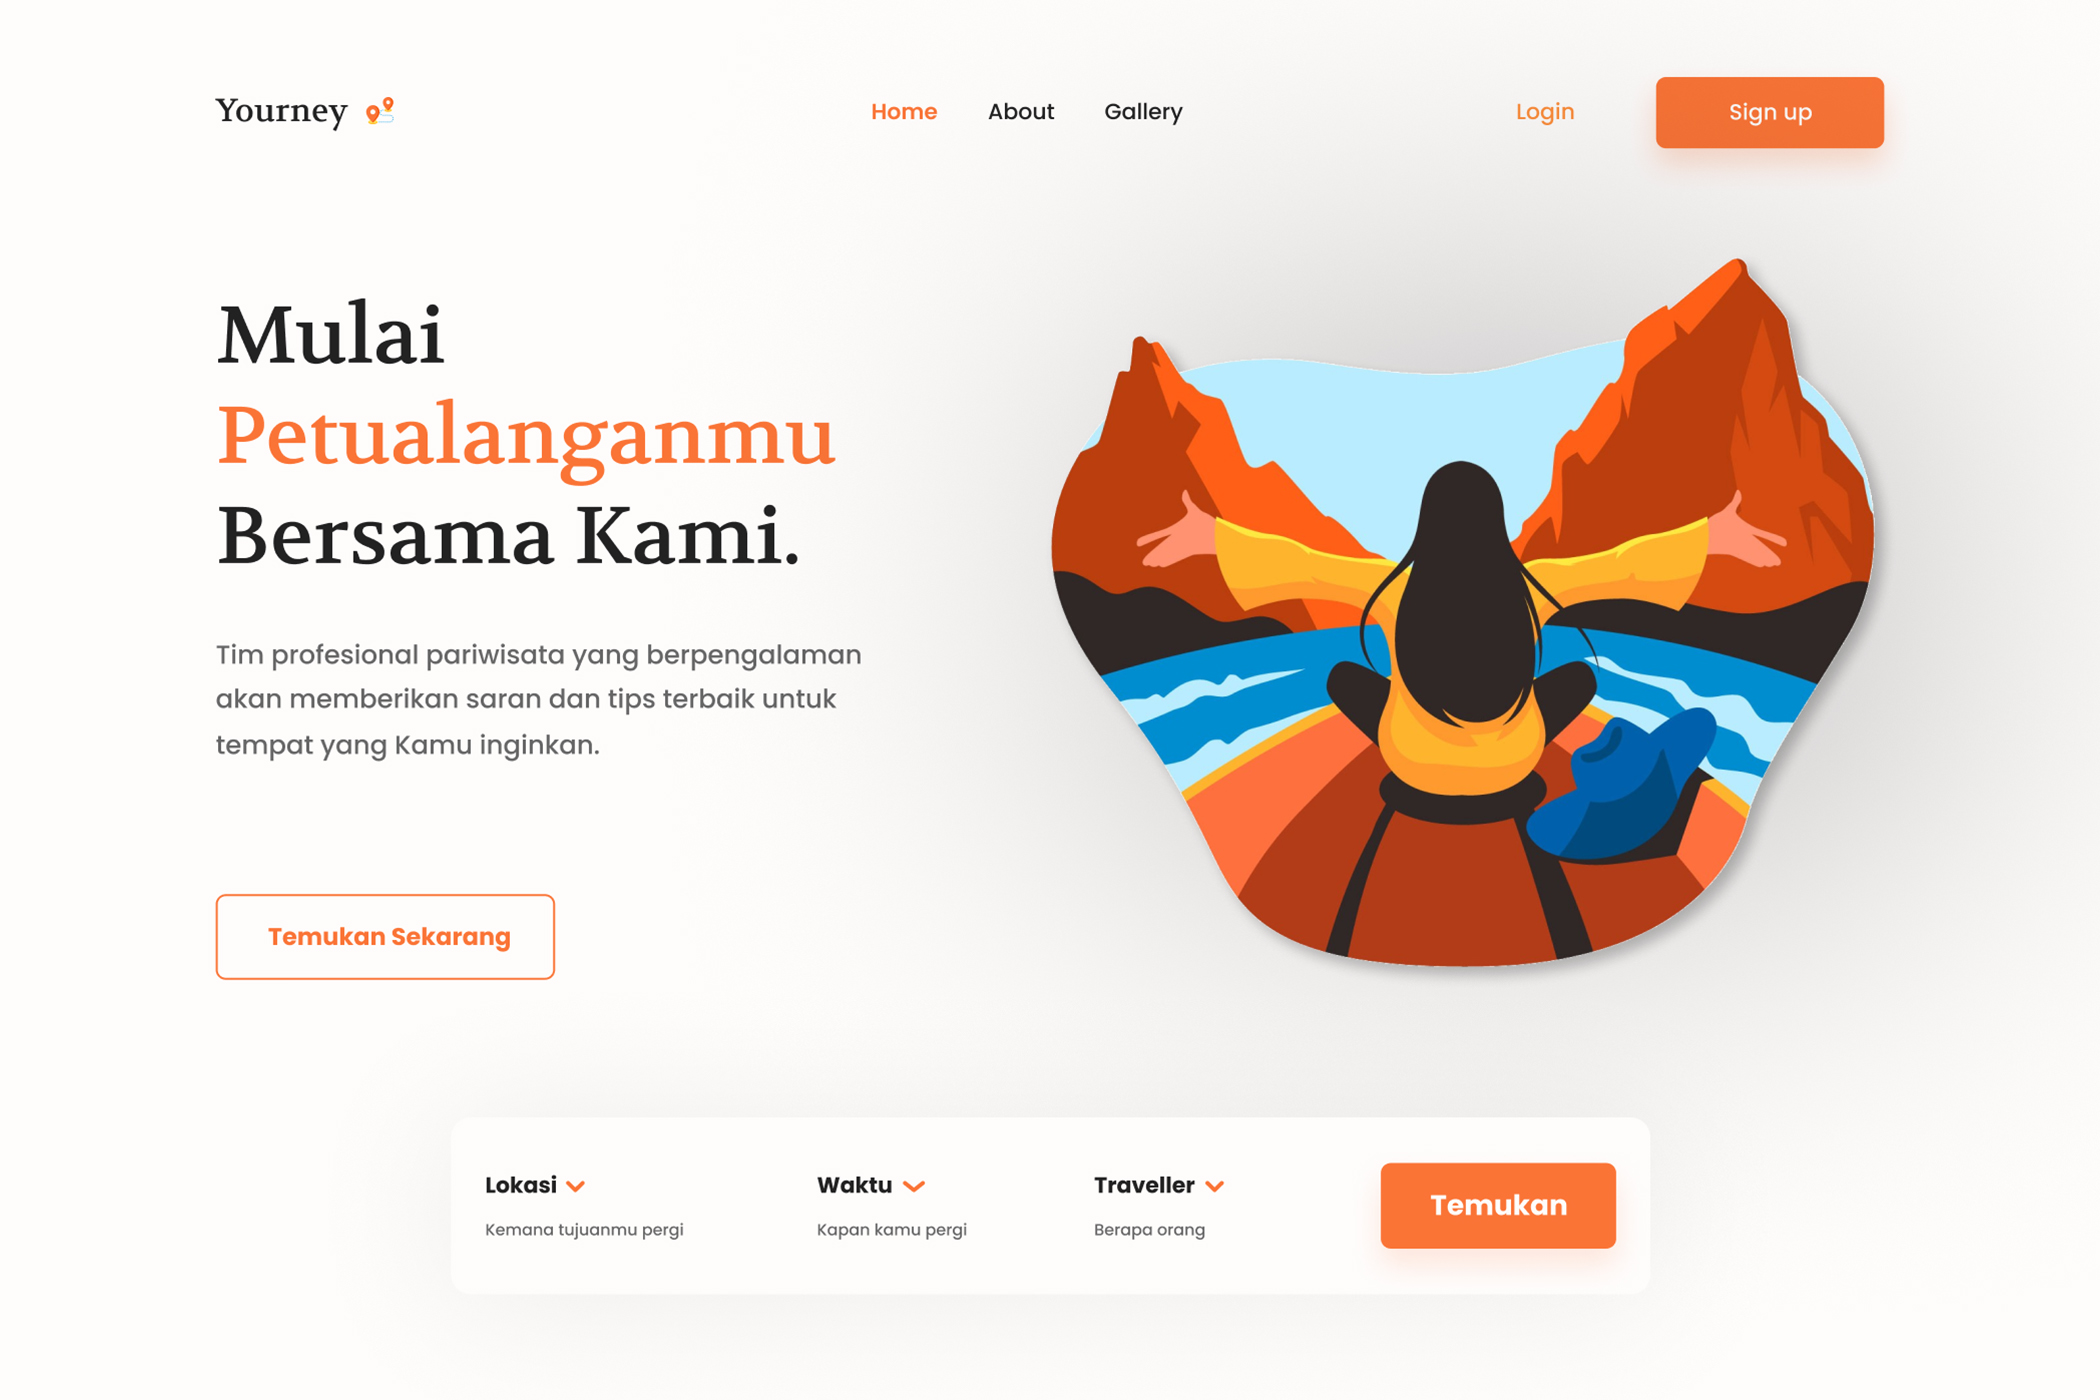 Yourney
Home About Gallery
Login
Sign up
Mulai
Petualanganmu
Bersama Kami.
Tim profesional pariwisata yang berpengalaman
akan memberikan saran dan tips terbaik untuk
tempat yang Kamu inginkan.
Temukan Sekarang
Lokasi
Kemana tujuanmu pergi
Waktu
Kapan kamu pergi
Traveller
Berapa orang
Temukan